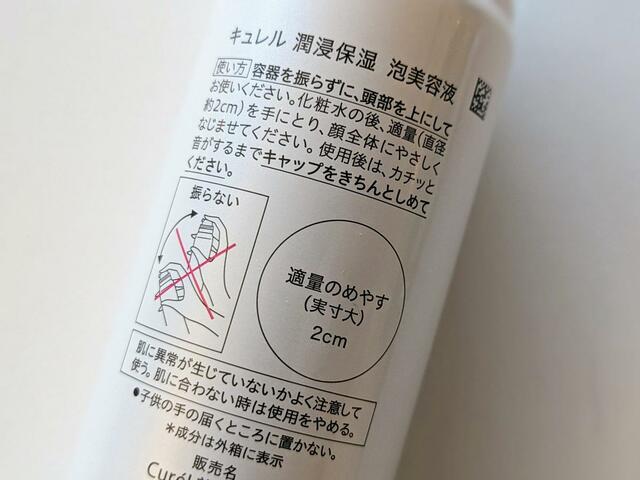 キュレル 潤浸保湿 泡美容液
使い方 容器を振らずに、頭部を上にして
お使いください。化粧水の後、適量(直径
約2cm)を手にとり、顔全体にやさしく
なじませてください。使用後は、カチッと
音がするまでキャップをきちんとしめて
ください。
振らない
適量のめやす
(実寸大)
2cm
肌に異常が生じていないかよく注意して
使う。肌に合わない時は使用をやめる。
●子供の手の届くところに置かない。
*成分は外箱に表示
販売名
Curél